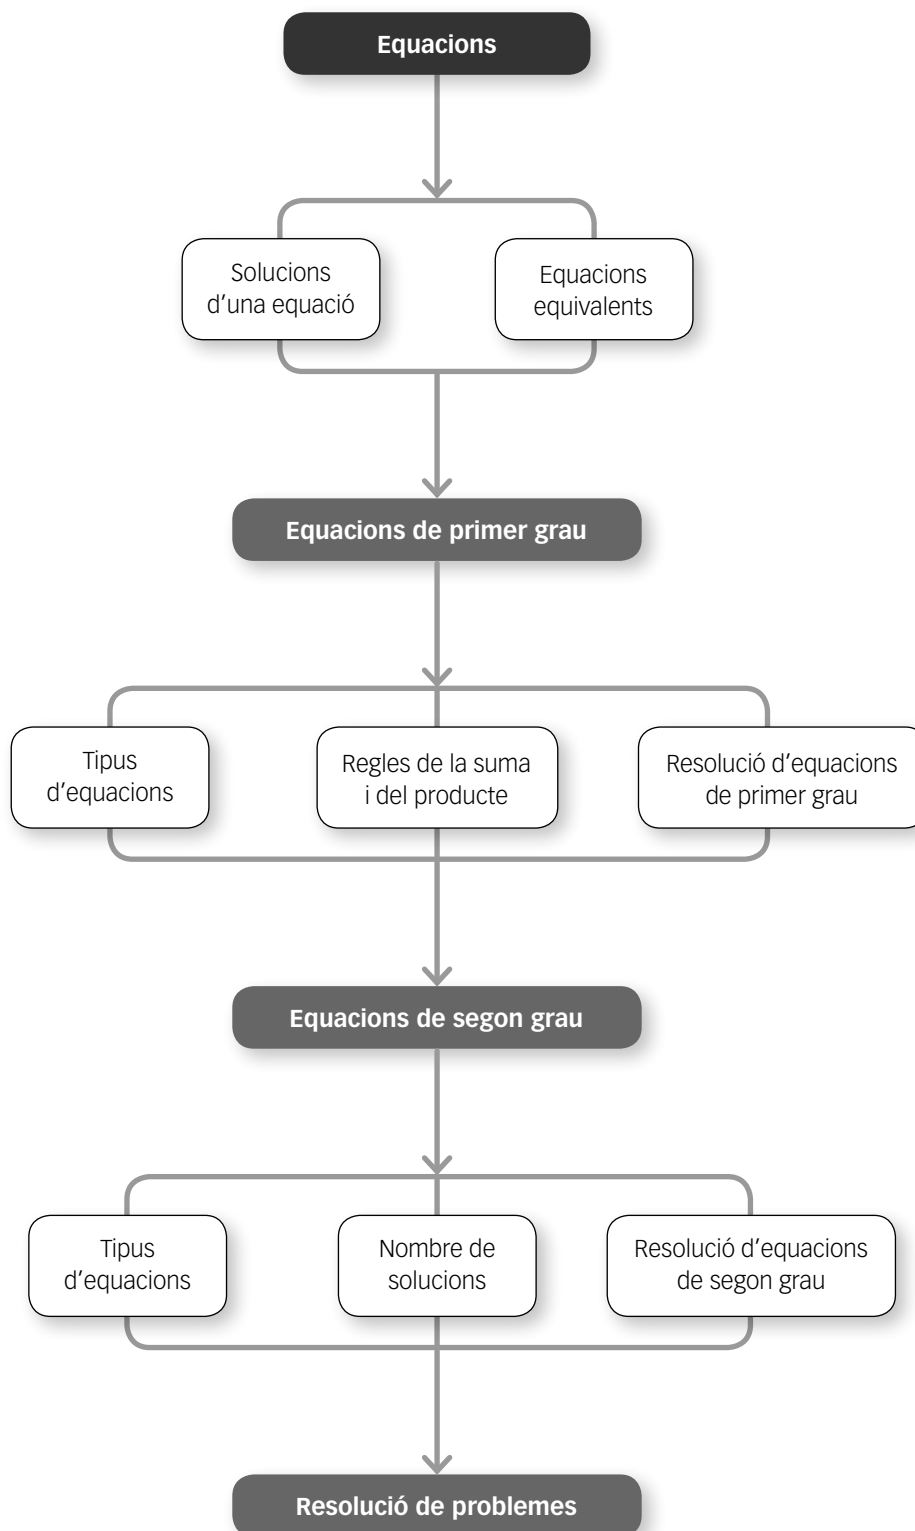 Equacions
Solucions
d’una equació
Equacions
equivalents
Equacions de primer grau
Tipus
d’equacions
Regles de la suma
i del producte
Resolució d’equacions
de primer grau
Equacions de segon grau
Tipus
d’equacions
Nombre de
solucions
Resolució d’equacions
de segon grau
Resolució de problemes